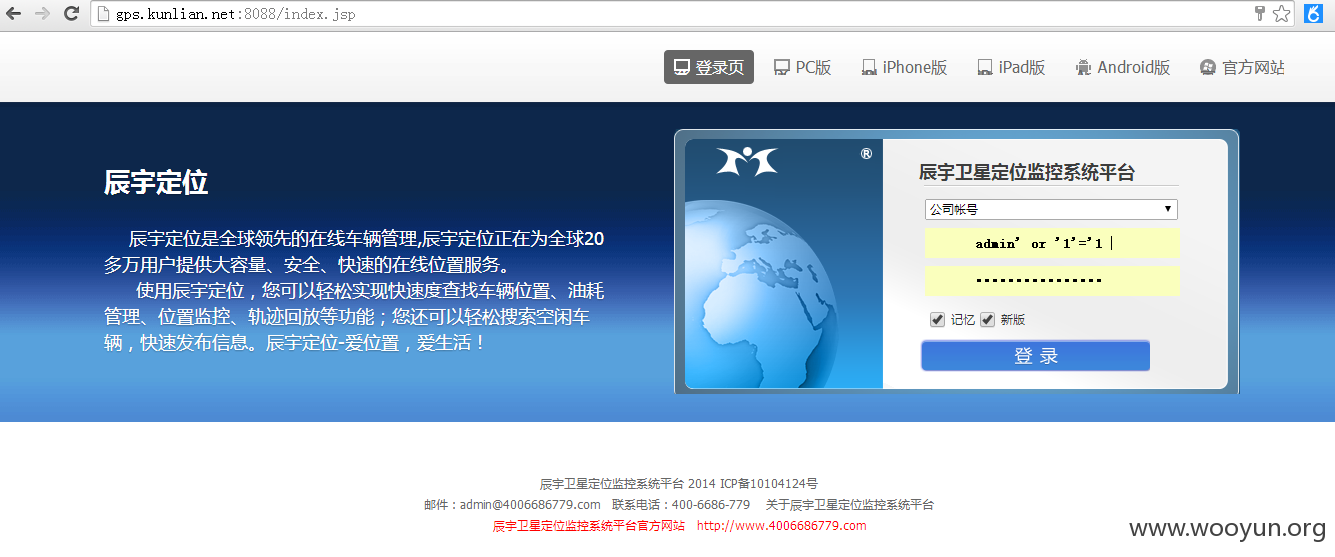 gps.kunlian.net:8088/index.jsp
登录页 PC版 iPhone版 iPad版 Android版 官方网站
辰宇定位
辰宇定位是全球领先的在线车辆管理,辰宇定位正在为全球20
多万用户提供大容量、安全、快速的在线位置服务。
使用辰宇定位，您可以轻松实现快速度查找车辆位置、油耗
管理、位置监控、轨迹回放等功能；您还可以轻松搜索空闲车
辆，快速发布信息。辰宇定位-爱位置，爱生活！
®
辰宇卫星定位监控系统平台
公司帐号
admin' or '1'='1
••••••••••••••••
记忆 新版
登 录
辰宇卫星定位监控系统平台 2014 ICP备10104124号
邮件：admin@4006686779.com 联系电话：400-6686-779 关于辰宇卫星定位监控系统平台
辰宇卫星定位监控系统平台官方网站 http://www.4006686779.com
www.wooyun.org